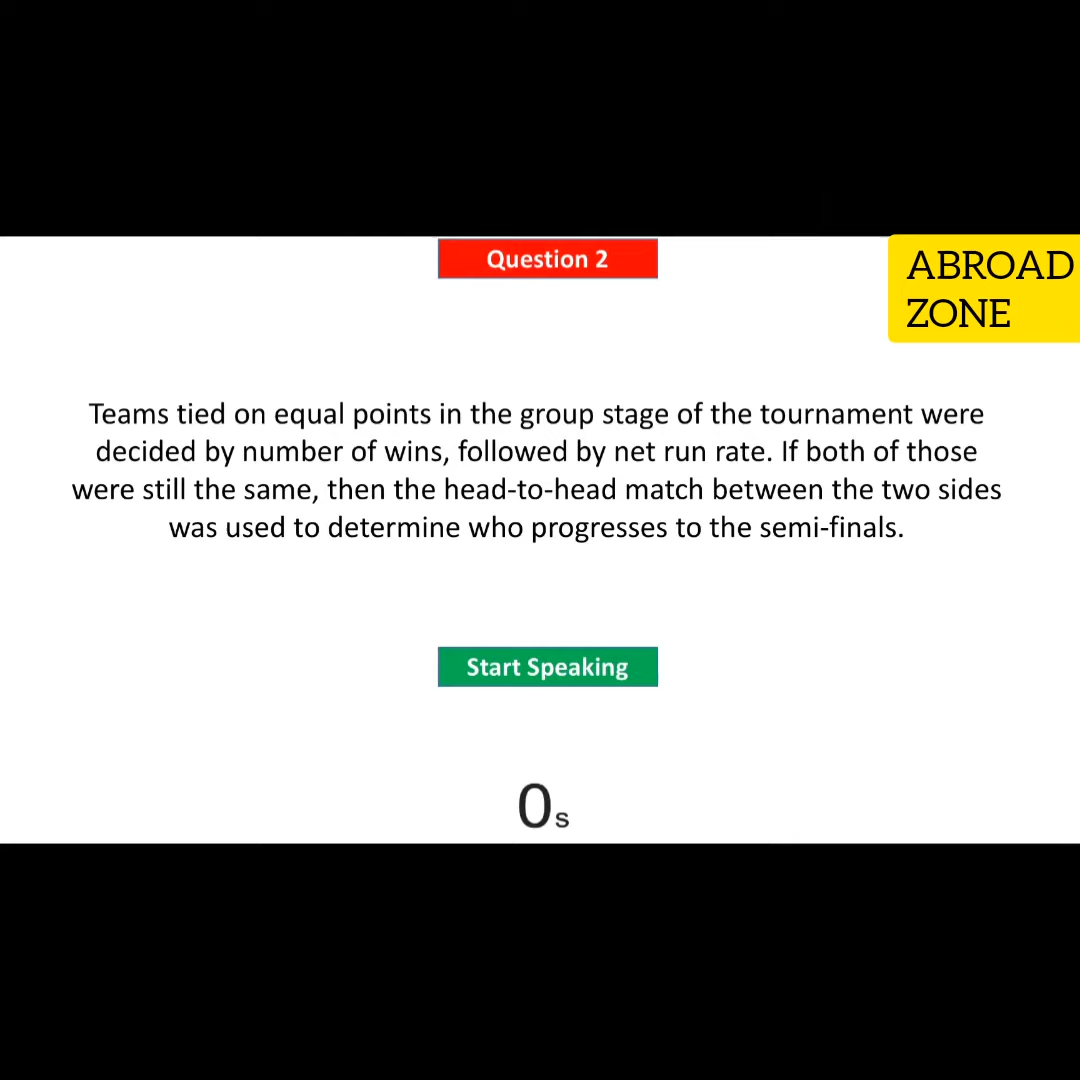 Question 2
ABROAD
ZONE
Teams tied on equal points in the group stage of the tournament were
decided by number of wins, followed by net run rate. If both of those
were still the same, then the head-to-head match between the two sides
was used to determine who progresses to the semi-finals.
Start Speaking
0s